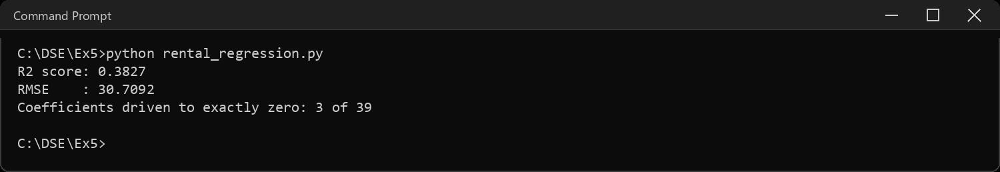 Command Prompt
C:\DSE\Ex5>python rental_regression.py
R2 score: 0.3827
RMSE    : 30.7092
Coefficients driven to exactly zero: 3 of 39
C:\DSE\Ex5>